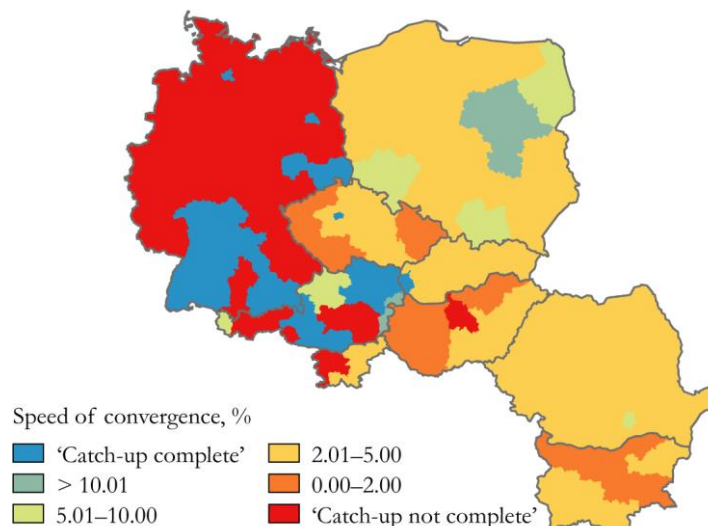 Speed of convergence, %
‘Catch-up complete’
> 10.01
5.01–10.00
2.01–5.00
0.00–2.00
‘Catch-up not complete’